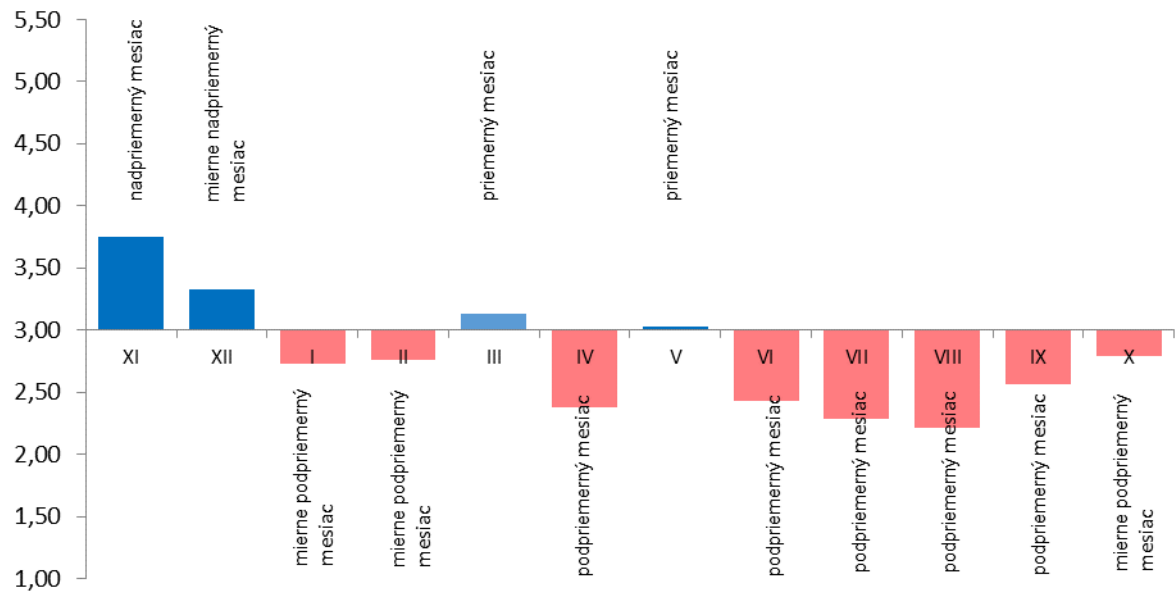 5,50
5,00
4,50
4,00
3,50
3,00
2,50
2,00
1,50
1,00
nadpriemerný mesiac
mierne nadpriemerný
mesiac
priemerný mesiac
priemerný mesiac
XI
XII
I
II
III
IV
V
VI
VII
VIII
IX
X
mierne podpriemerný
mesiac
mierne podpriemerný
mesiac
podpriemerný mesiac
podpriemerný mesiac
podpriemerný mesiac
podpriemerný mesiac
podpriemerný mesiac
mierne podpriemerný
mesiac